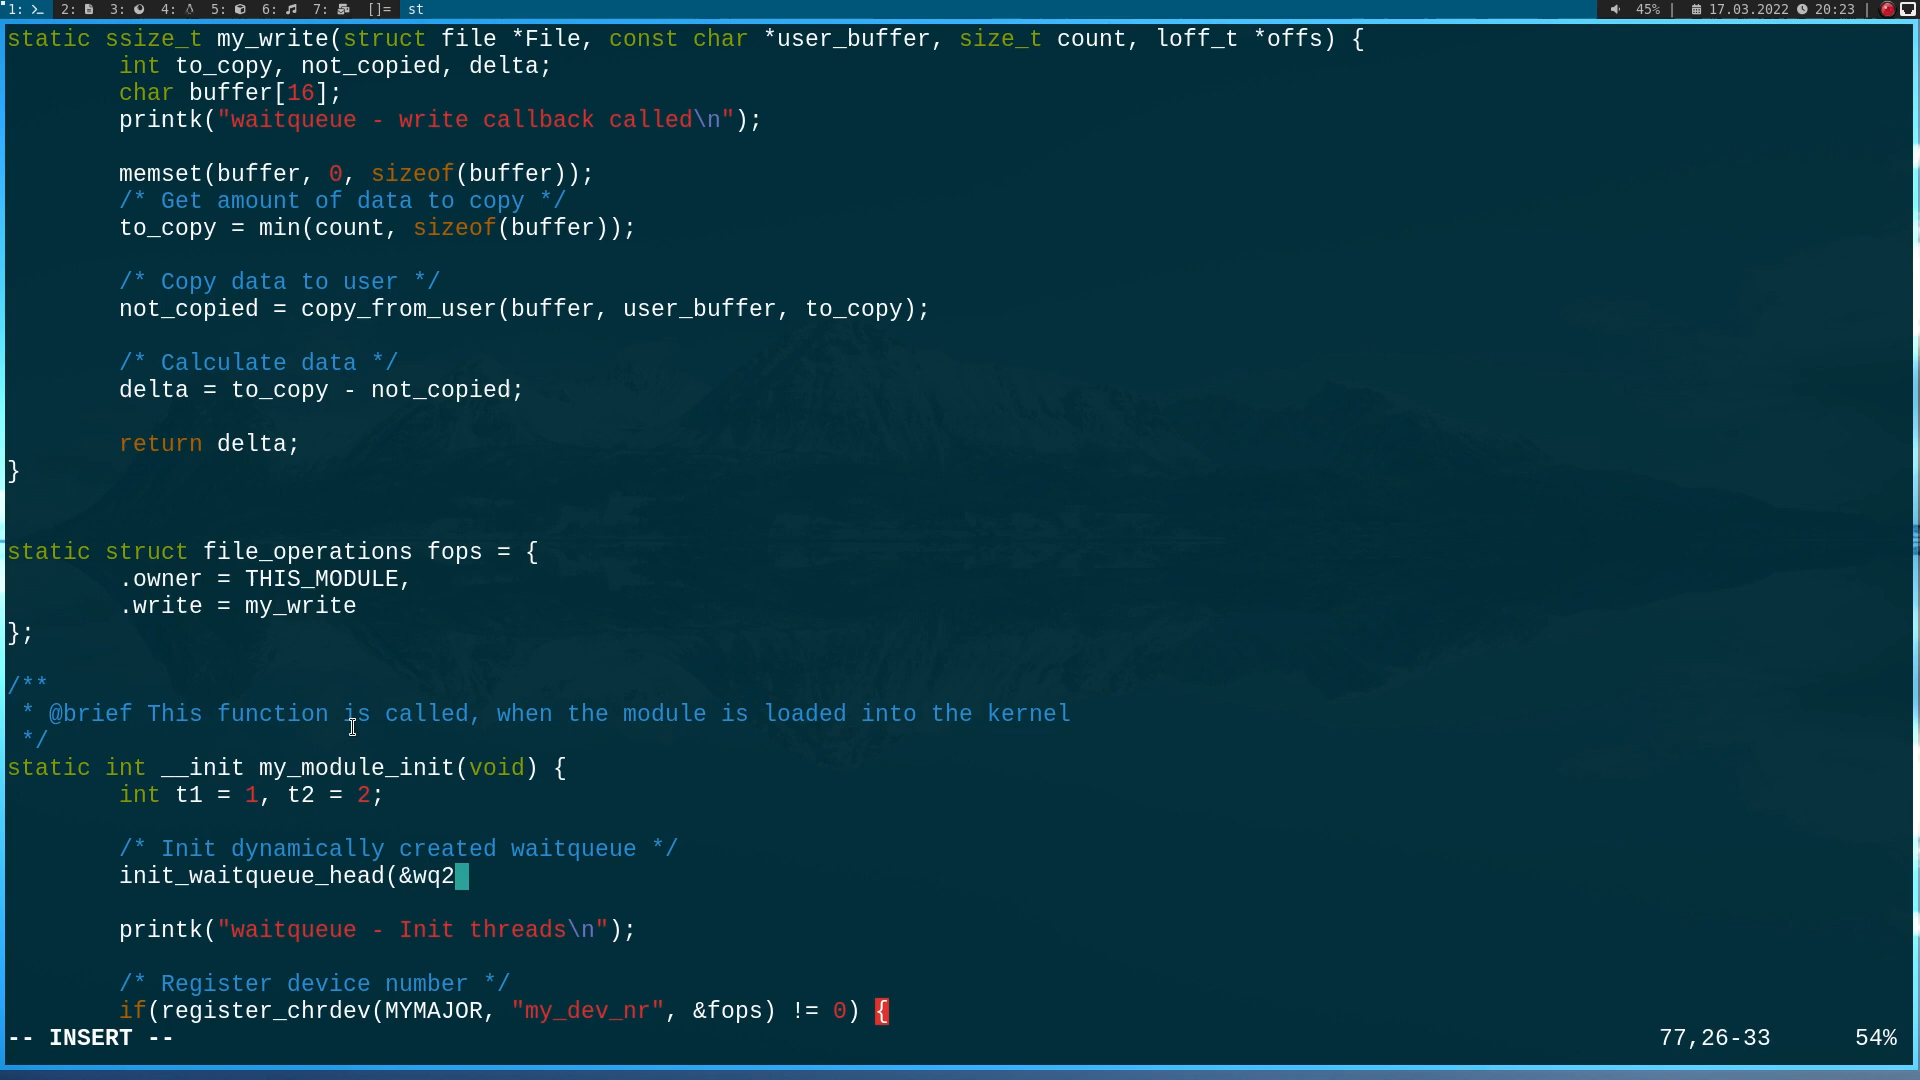 1: 2: 3: 4: 5: 6: 7: []= st 45% | 17.03.2022 20:23 |
static ssize_t my_write(struct file *File, const char *user_buffer, size_t count, loff_t *offs) {
int to_copy, not_copied, delta;
char buffer[16];
printk("waitqueue - write callback called\n");
memset(buffer, 0, sizeof(buffer));
/* Get amount of data to copy */
to_copy = min(count, sizeof(buffer));
/* Copy data to user */
not_copied = copy_from_user(buffer, user_buffer, to_copy);
/* Calculate data */
delta = to_copy - not_copied;
return delta;
}
static struct file_operations fops = {
.owner = THIS_MODULE,
.write = my_write
};
/**
* @brief This function is called, when the module is loaded into the kernel
*/
static int __init my_module_init(void) {
int t1 = 1, t2 = 2;
/* Init dynamically created waitqueue */
init_waitqueue_head(&wq2
printk("waitqueue - Init threads\n");
/* Register device number */
if(register_chrdev(MYMAJOR, "my_dev_nr", &fops) != 0) {
-- INSERT -- 77,26-33 54%